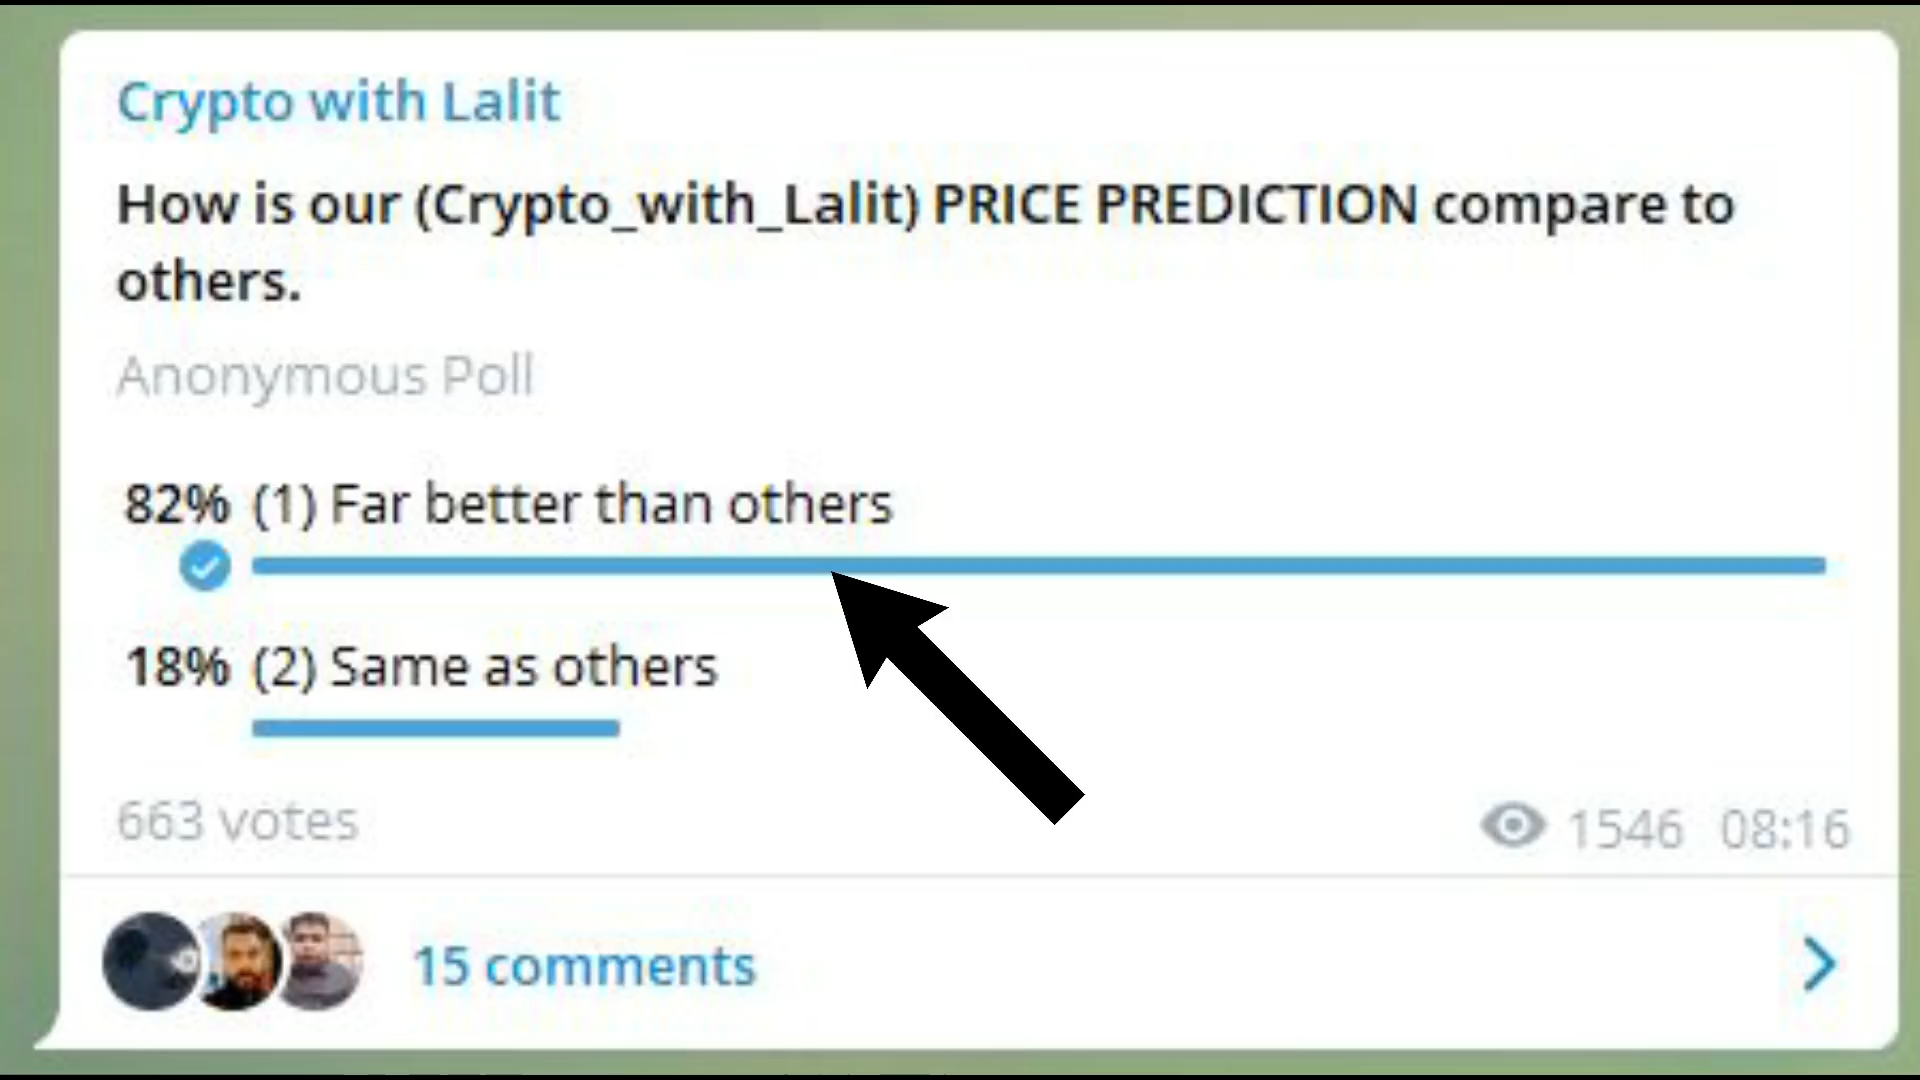 Crypto with Lalit
How is our (Crypto_with_Lalit) PRICE PREDICTION compare to
others.
Anonymous Poll
82% (1) Far better than others
18% (2) Same as others
663 votes
1546 08:16
15 comments